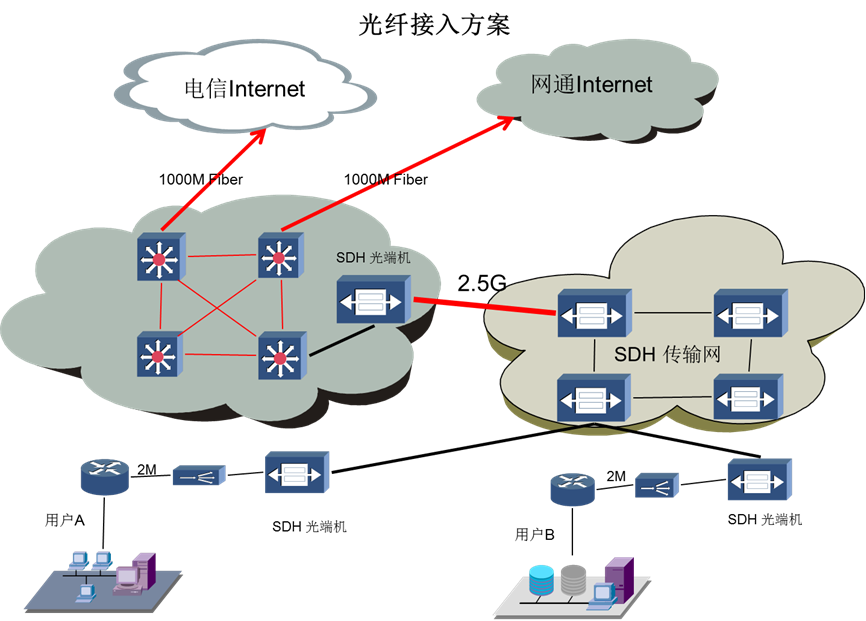 光纤接入方案
电信Internet
网通Internet
1000M Fiber
1000M Fiber
SDH 光端机
2.5G
SDH 传输网
2M
用户A
SDH 光端机
2M
用户B
SDH 光端机